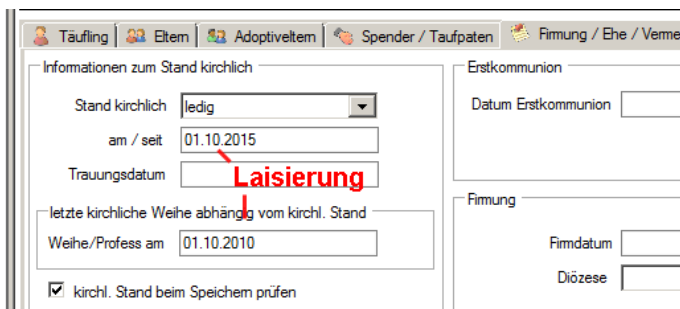 Täufling Eltern Adoptiveltern Spender / Taufpaten Firmung / Ehe / Verme
Informationen zum Stand kirchlich
Stand kirchlich ledig
am / seit 01.10.2015
Trauungsdatum
Laisierung
letzte kirchliche Weihe abhängig vom kirchl. Stand
Weihe/Profess am 01.10.2010
kirchl. Stand beim Speichern prüfen
Erstkommunion
Datum Erstkommunion
Firmung
Firmdatum
Diözese